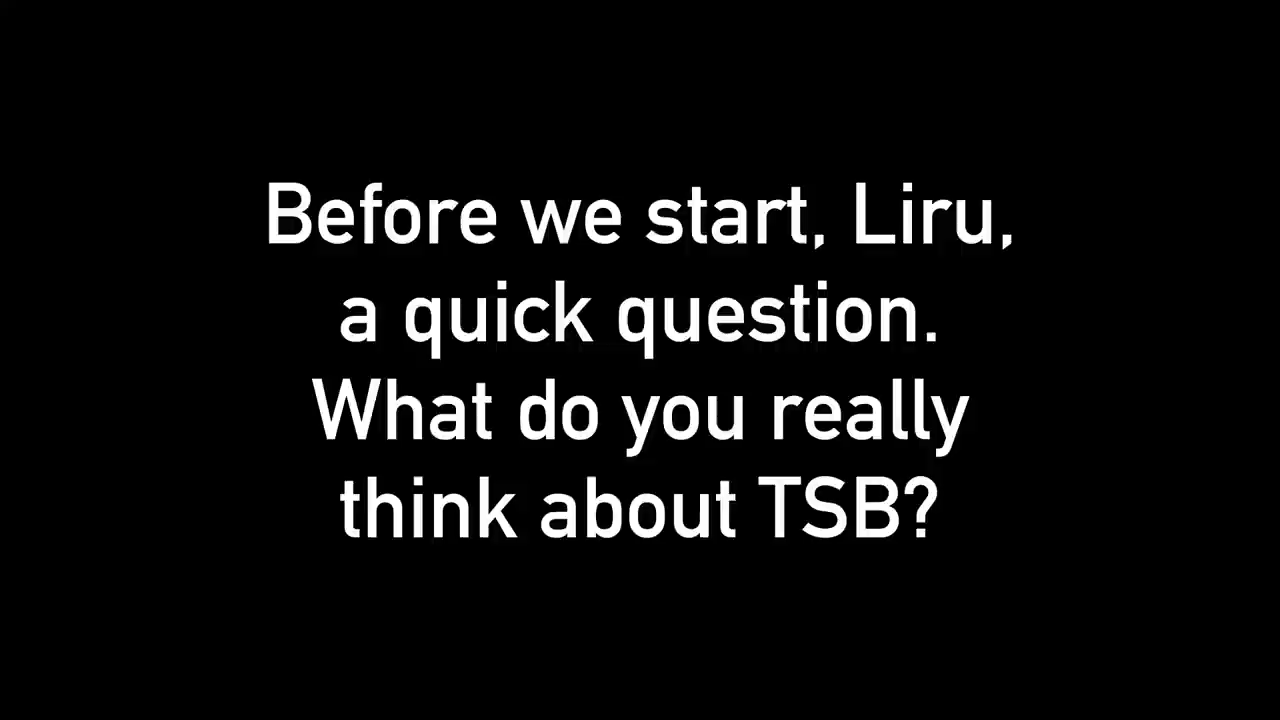 Before we start, Liru,
a quick question.
What do you really
think about TSB?